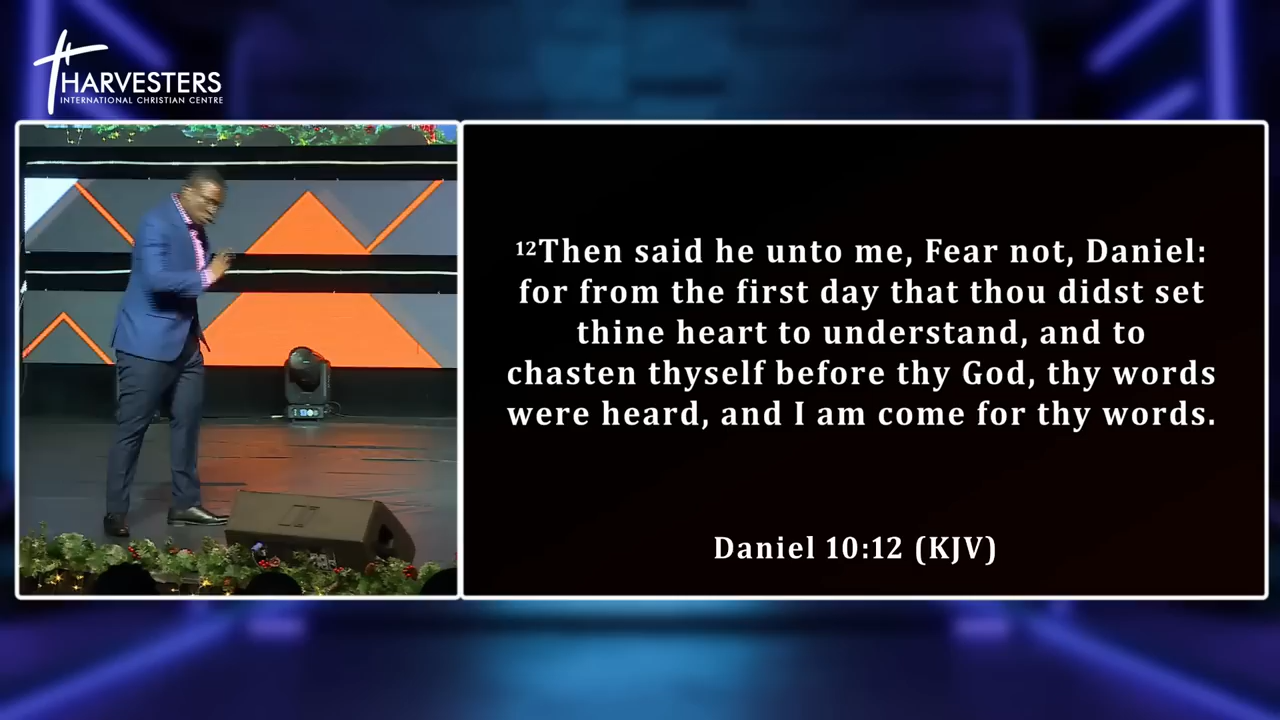 HARVESTERS
INTERNATIONAL CHRISTIAN CENTRE
12Then said he unto me, Fear not, Daniel:
for from the first day that thou didst set
thine heart to understand, and to
chasten thyself before thy God, thy words
were heard, and I am come for thy words.
Daniel 10:12 (KJV)